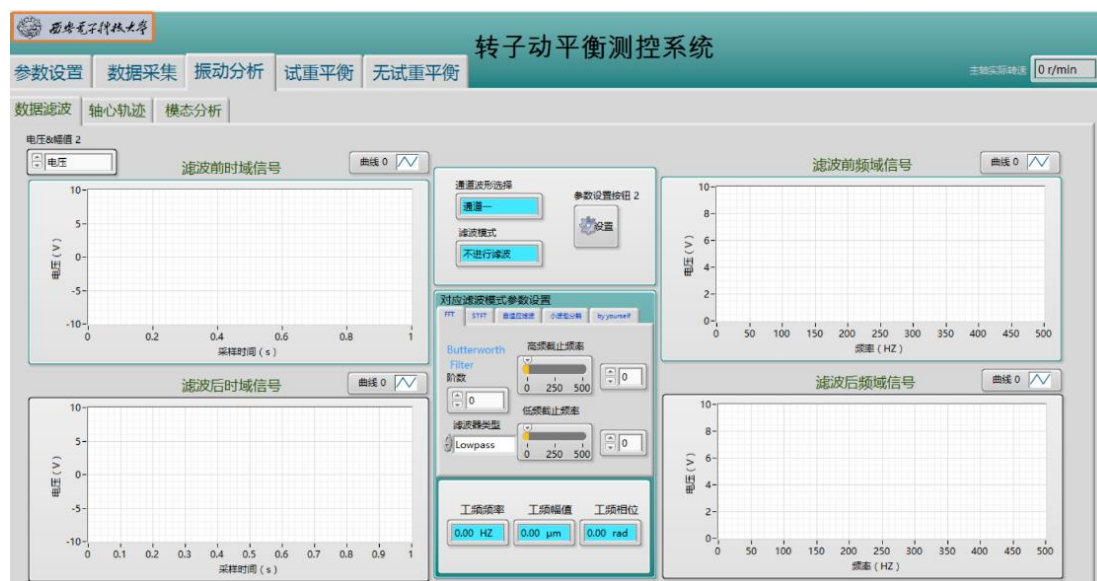 西安电子科技大学
转子动平衡测控系统
参数设置 数据采集 振动分析 试重平衡 无试重平衡
主轴实际转速 0 r/min
数据滤波 轴心轨迹 模态分析
电压&幅值 2
电压
滤波前时域信号 曲线 0
10
5
0
-5
-10
电压 ( V )
0 0.2 0.4 0.6 0.8 1
采样时间 ( s )
滤波后时域信号 曲线 0
10
5
0
-5
-10
电压 ( V )
0 0.1 0.2 0.3 0.4 0.5 0.6 0.7 0.8 0.9 1
采样时间 ( s )
通道波形选择
通道一
参数设置按钮 2
设置
滤波模式
不进行滤波
对应滤波模式参数设置
FFT STFT 自适应滤波 小波包分解 by yourself
Butterworth
Filter
阶数
0
滤波器类型
Lowpass
高频截止频率
0 250 500
0
低频截止频率
0 250 500
0
工频频率 工频幅值 工频相位
0.00 HZ 0.00 μm 0.00 rad
滤波前频域信号 曲线 0
10
8
6
4
2
0
电压 ( V )
0 50 100 150 200 250 300 350 400 450 500
频率 ( HZ )
滤波后频域信号 曲线 0
10
8
6
4
2
0
电压 ( V )
0 50 100 150 200 250 300 350 400 450 500
频率 ( HZ )